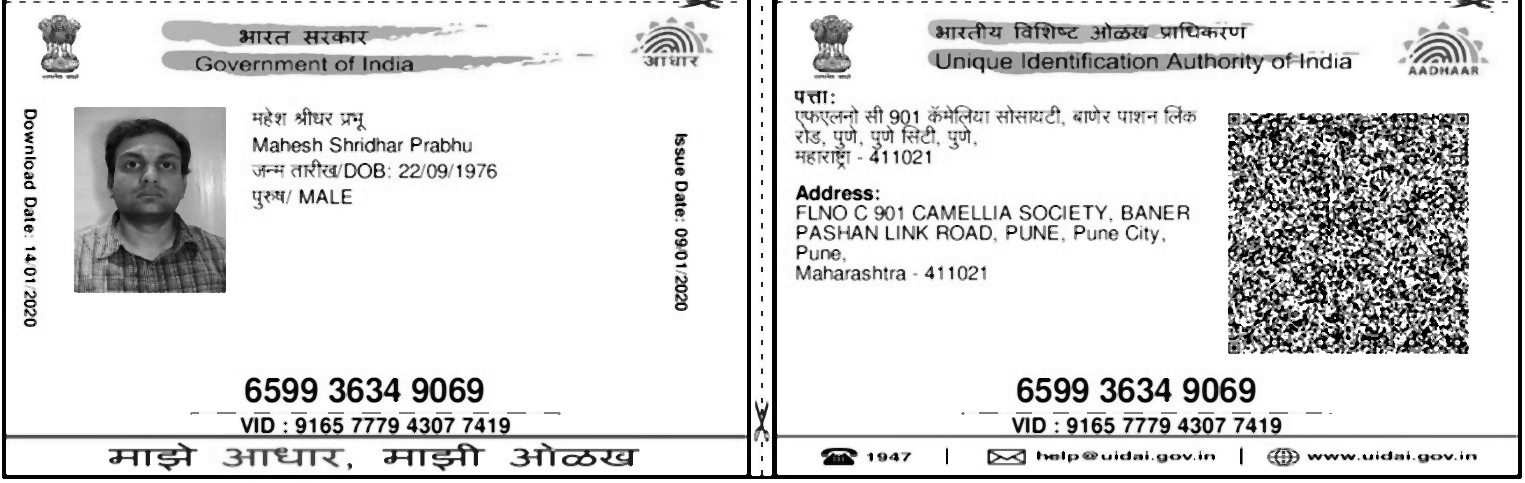 भारत सरकार
Government of India
आधार
Download Date: 14/01/2020
महेश श्रीधर प्रभू
Mahesh Shridhar Prabhu
जन्म तारीख/DOB: 22/09/1976
पुरुष/ MALE
Issue Date: 09/01/2020
6599 3634 9069
VID : 9165 7779 4307 7419
माझे आधार, माझी ओळख
भारतीय विशिष्ट ओळख प्राधिकरण
Unique Identification Authority of India
AADHAAR
पत्ता:
एफएलनो सी 901 कॅमेलिया सोसायटी, बाणेर पाशन लिंक
रोड, पुणे, पुणे सिटी, पुणे,
महाराष्ट्रा - 411021
Address:
FLNO C 901 CAMELLIA SOCIETY, BANER
PASHAN LINK ROAD, PUNE, Pune City,
Pune,
Maharashtra - 411021
6599 3634 9069
VID : 9165 7779 4307 7419
1947
help@uidai.gov.in
www.uidai.gov.in